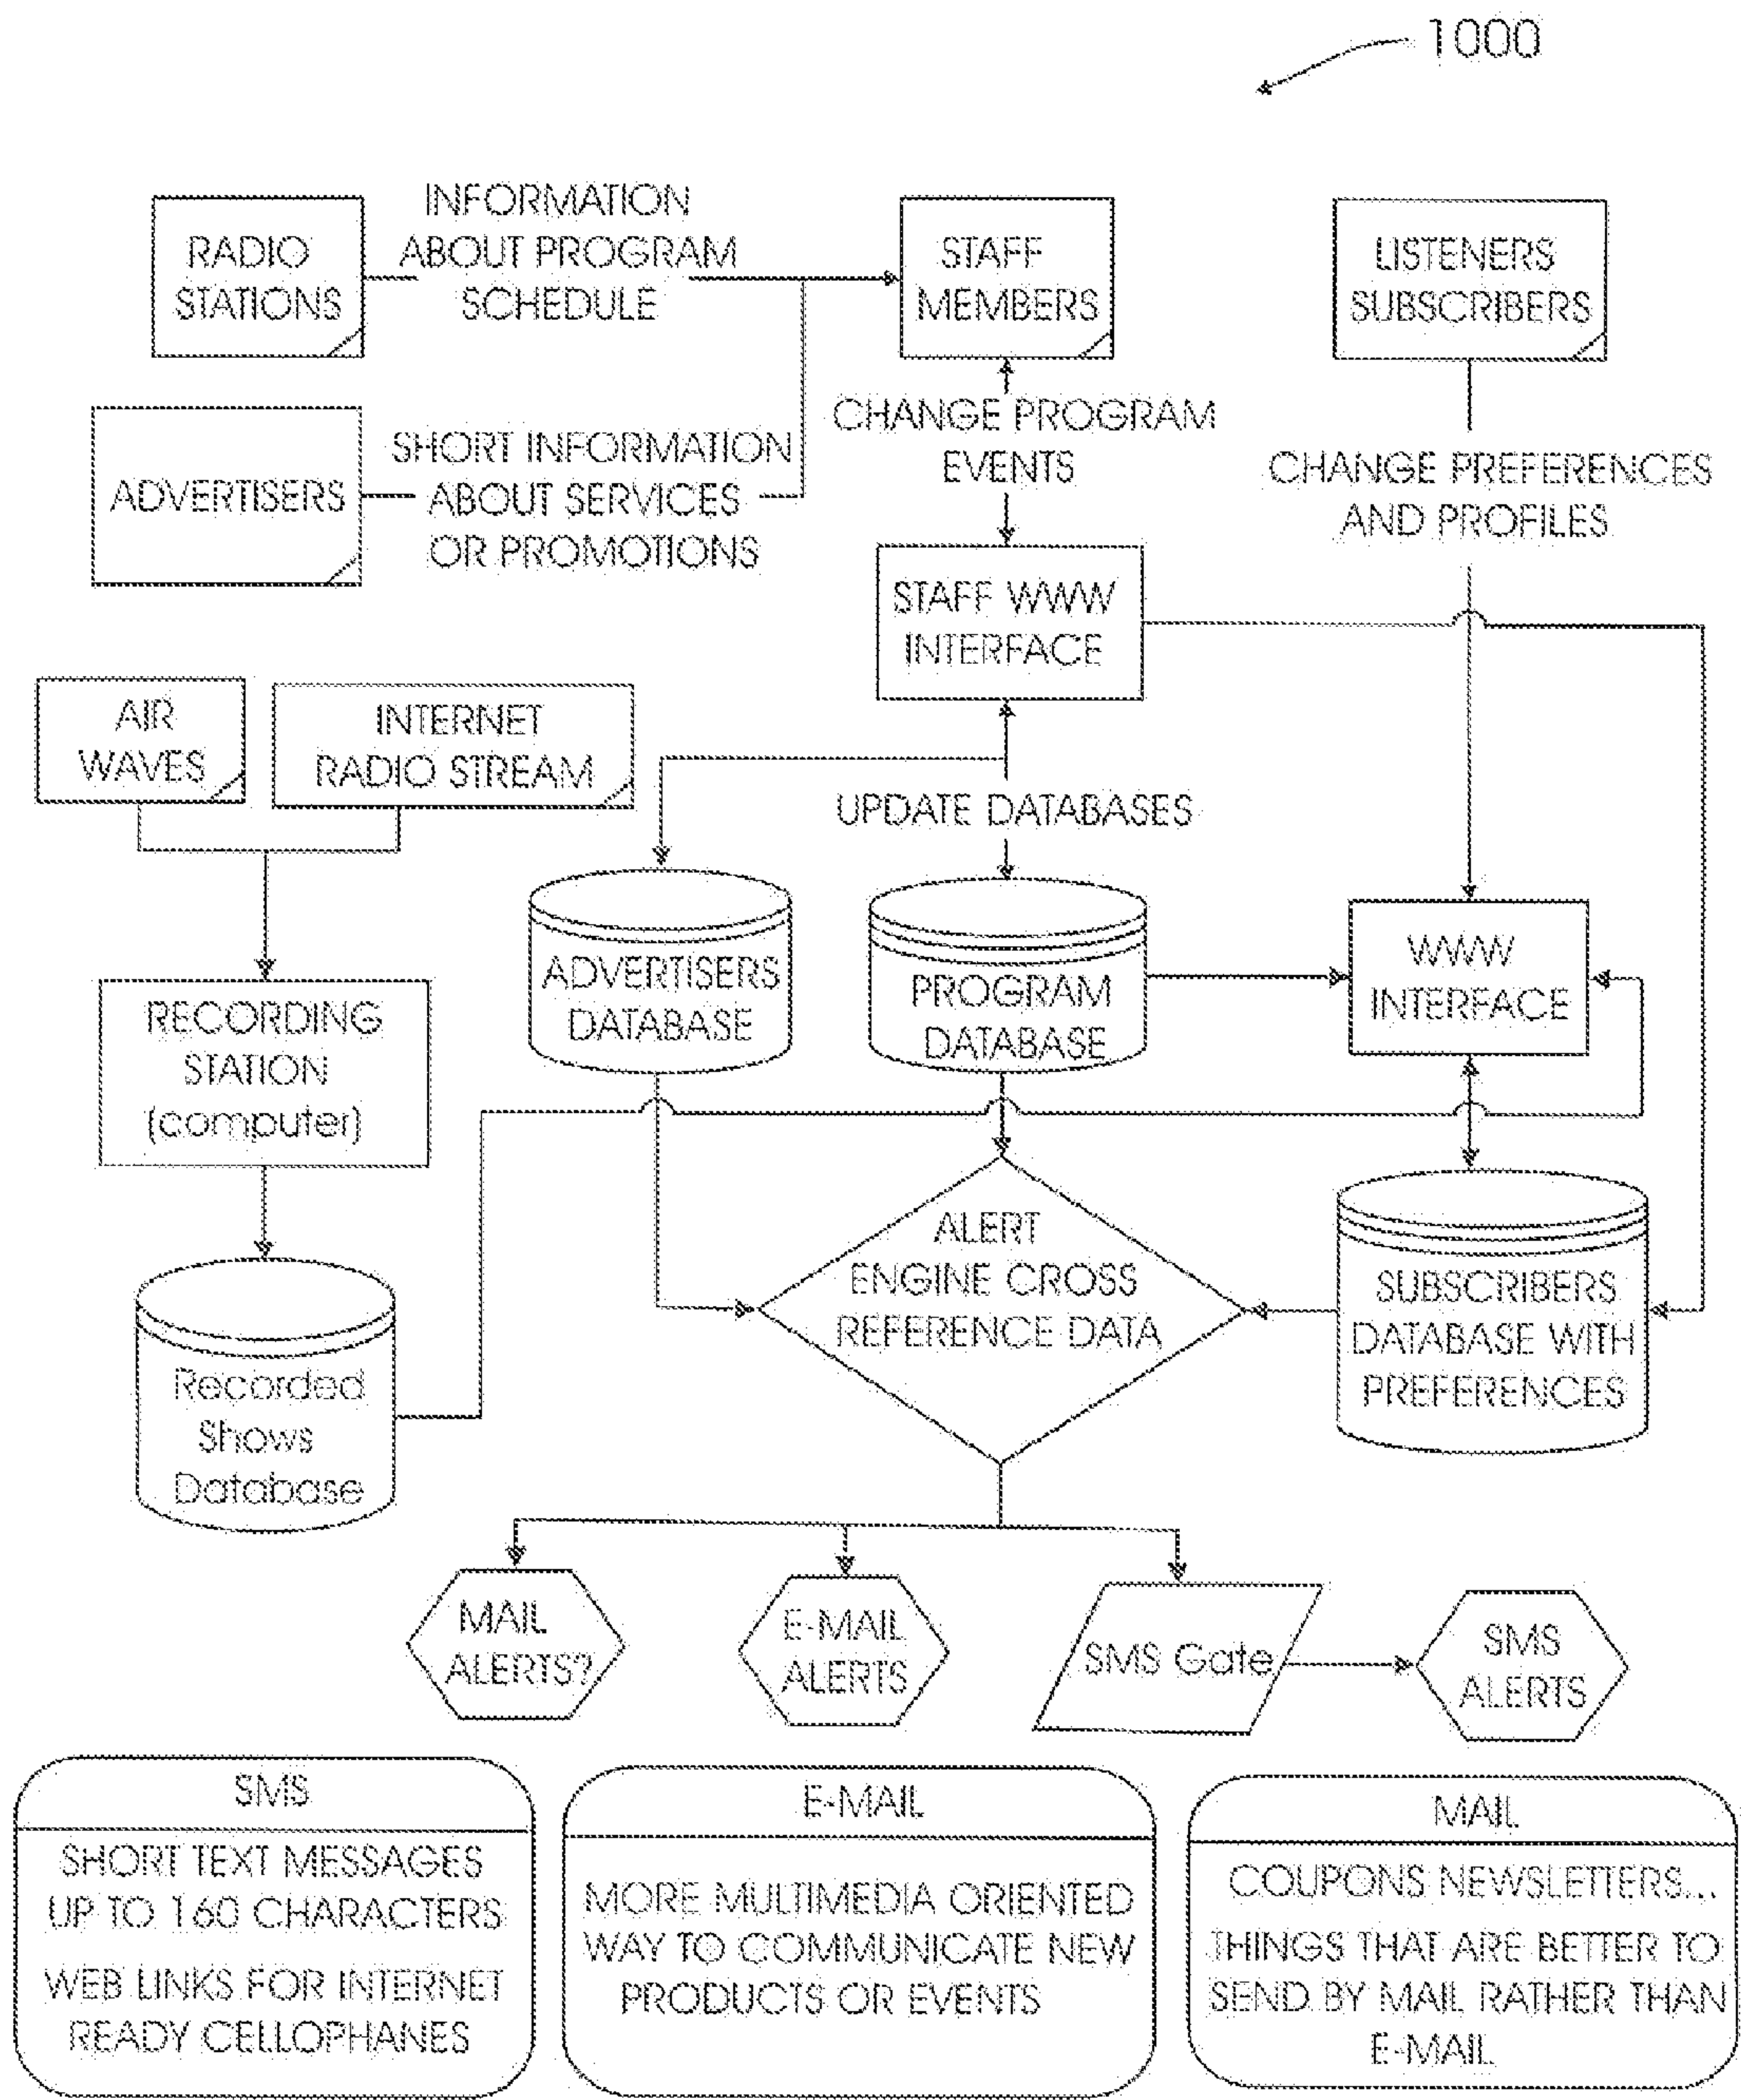 1000
RADIO
STATIONS
INFORMATION
ABOUT PROGRAM
SCHEDULE
STAFF
MEMBERS
LISTENERS
SUBSCRIBERS
ADVERTISERS
SHORT INFORMATION
ABOUT SERVICES
OR PROMOTIONS
CHANGE PROGRAM
EVENTS
CHANGE PREFERENCES
AND PROFILES
STAFF WWW
INTERFACE
AIR
WAVES
INTERNET
RADIO STREAM
UPDATE DATABASES
RECORDING
STATION
(computer)
ADVERTISERS
DATABASE
PROGRAM
DATABASE
WWW
INTERFACE
Recorded
Shows
Database
ALERT
ENGINE CROSS
REFERENCE DATA
SUBSCRIBERS
DATABASE WITH
PREFERENCES
MAIL
ALERTS?
E-MAIL
ALERTS
SMS Gate
SMS
ALERTS
SMS
SHORT TEXT MESSAGES
UP TO 160 CHARACTERS
WEB LINKS FOR INTERNET
READY CELLOPHANES
E-MAIL
MORE MULTIMEDIA ORIENTED
WAY TO COMMUNICATE NEW
PRODUCTS OR EVENTS
MAIL
COUPONS NEWSLETTERS...
THINGS THAT ARE BETTER TO
SEND BY MAIL RATHER THAN
E-MAIL